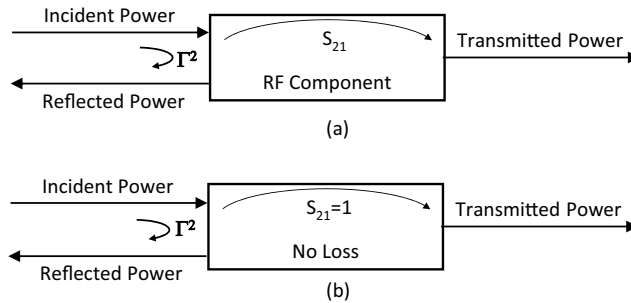 Incident Power
S₂₁
Γ²
Transmitted Power
RF Component
Reflected Power
(a)
Incident Power
S₂₁=1
Γ²
Transmitted Power
No Loss
Reflected Power
(b)